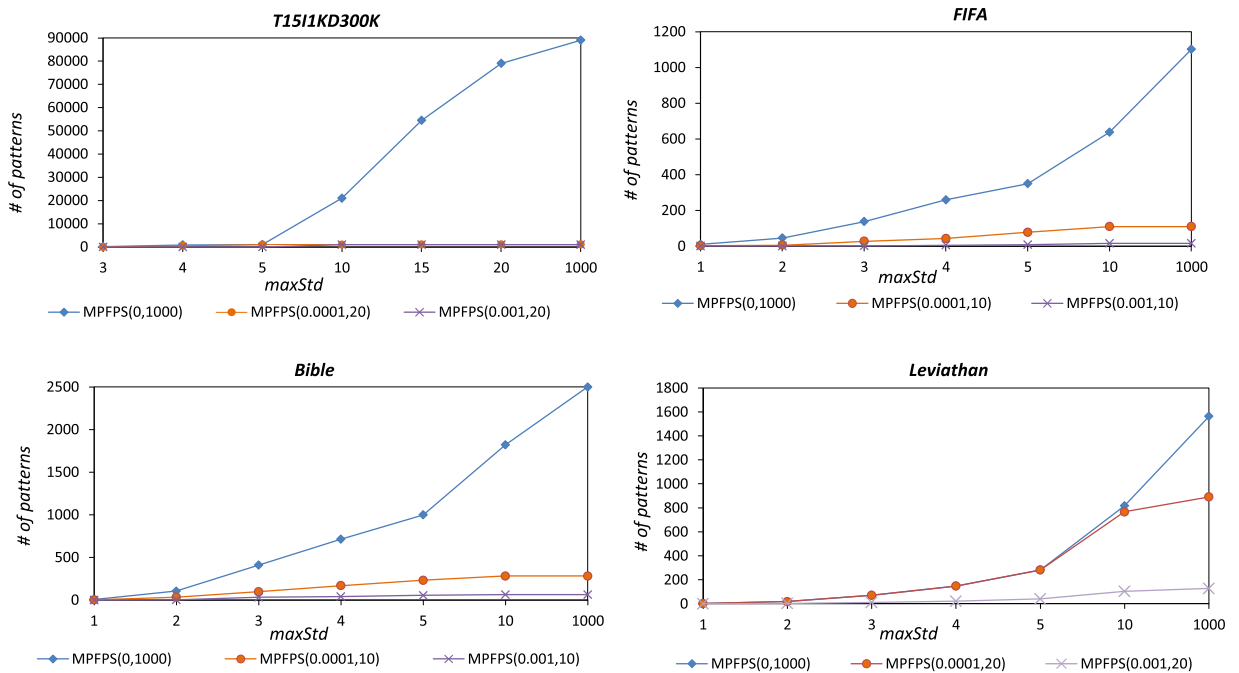 T15I1KD300K
90000
80000
70000
60000
50000
40000
30000
20000
10000
0
# of patterns
3 4 5 10 15 20 1000
maxStd
MPFPS(0,1000) MPFPS(0.0001,20) MPFPS(0.001,20)
FIFA
1200
1000
800
600
400
200
0
# of patterns
1 2 3 4 5 10 1000
maxStd
MPFPS(0,1000) MPFPS(0.0001,10) MPFPS(0.001,10)
Bible
2500
2000
1500
1000
500
0
# of patterns
1 2 3 4 5 10 1000
maxStd
MPFPS(0,1000) MPFPS(0.0001,10) MPFPS(0.001,10)
Leviathan
1800
1600
1400
1200
1000
800
600
400
200
0
# of patterns
1 2 3 4 5 10 1000
maxStd
MPFPS(0,1000) MPFPS(0.0001,20) MPFPS(0.001,20)